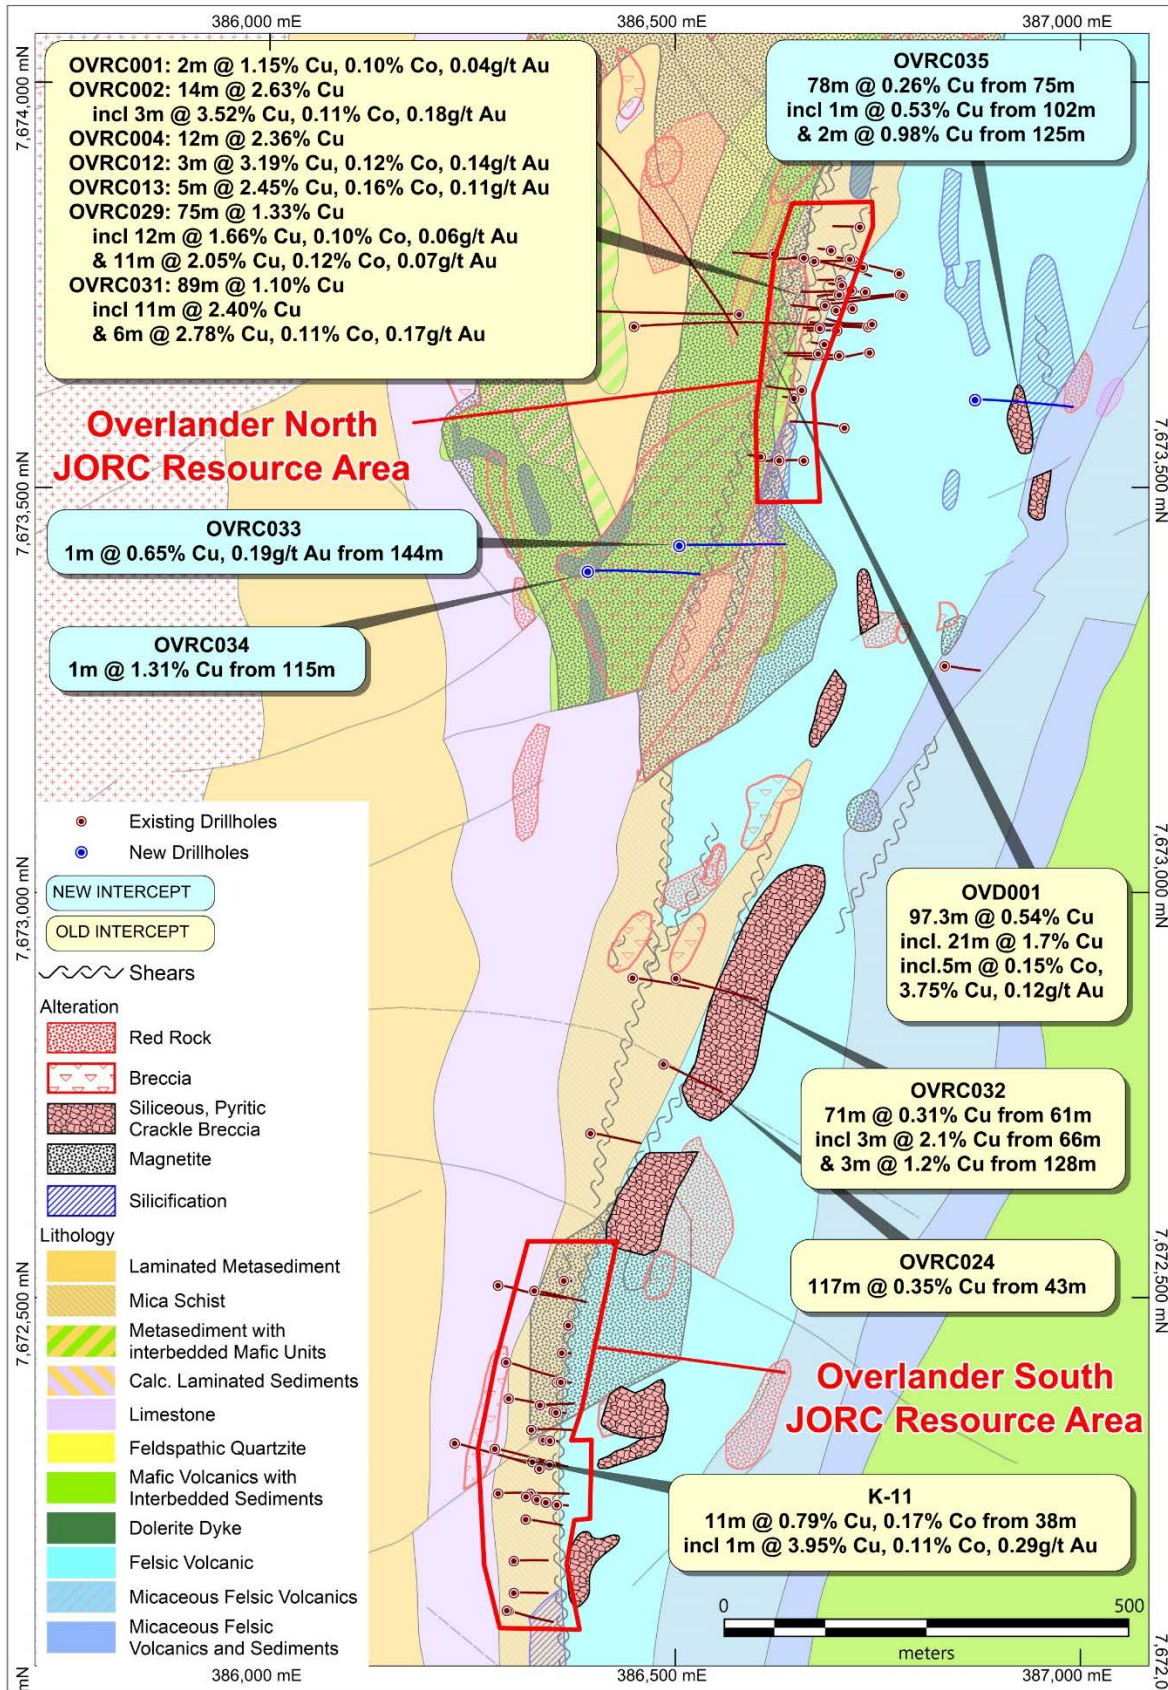 386,000 mE
386,500 mE
387,000 mE
7,674,000 mN
OVRC001: 2m @ 1.15% Cu, 0.10% Co, 0.04g/t Au
OVRC002: 14m @ 2.63% Cu
incl 3m @ 3.52% Cu, 0.11% Co, 0.18g/t Au
OVRC004: 12m @ 2.36% Cu
OVRC012: 3m @ 3.19% Cu, 0.12% Co, 0.14g/t Au
OVRC013: 5m @ 2.45% Cu, 0.16% Co, 0.11g/t Au
OVRC029: 75m @ 1.33% Cu
incl 12m @ 1.66% Cu, 0.10% Co, 0.06g/t Au
& 11m @ 2.05% Cu, 0.12% Co, 0.07g/t Au
OVRC031: 89m @ 1.10% Cu
incl 11m @ 2.40% Cu
& 6m @ 2.78% Cu, 0.11% Co, 0.17g/t Au
OVRC035
78m @ 0.26% Cu from 75m
incl 1m @ 0.53% Cu from 102m
& 2m @ 0.98% Cu from 125m
Overlander North
JORC Resource Area
7,673,500 mN
7,673,500 mN
OVRC033
1m @ 0.65% Cu, 0.19g/t Au from 144m
OVRC034
1m @ 1.31% Cu from 115m
Existing Drillholes
New Drillholes
NEW INTERCEPT
OLD INTERCEPT
Shears
Alteration
Red Rock
Breccia
Siliceous, Pyritic
Crackle Breccia
Magnetite
Silicification
Lithology
Laminated Metasediment
Mica Schist
Metasediment with
interbedded Mafic Units
Calc. Laminated Sediments
Limestone
Feldspathic Quartzite
Mafic Volcanics with
Interbedded Sediments
Dolerite Dyke
Felsic Volcanic
Micaceous Felsic Volcanics
Micaceous Felsic
Volcanics and Sediments
7,673,000 mN
7,673,000 mN
OVD001
97.3m @ 0.54% Cu
incl. 21m @ 1.7% Cu
incl.5m @ 0.15% Co,
3.75% Cu, 0.12g/t Au
OVRC032
71m @ 0.31% Cu from 61m
incl 3m @ 2.1% Cu from 66m
& 3m @ 1.2% Cu from 128m
OVRC024
117m @ 0.35% Cu from 43m
7,672,500 mN
7,672,500 mN
Overlander South
JORC Resource Area
K-11
11m @ 0.79% Cu, 0.17% Co from 38m
incl 1m @ 3.95% Cu, 0.11% Co, 0.29g/t Au
0
500
meters
mN
7,672,0
386,000 mE
386,500 mE
387,000 mE